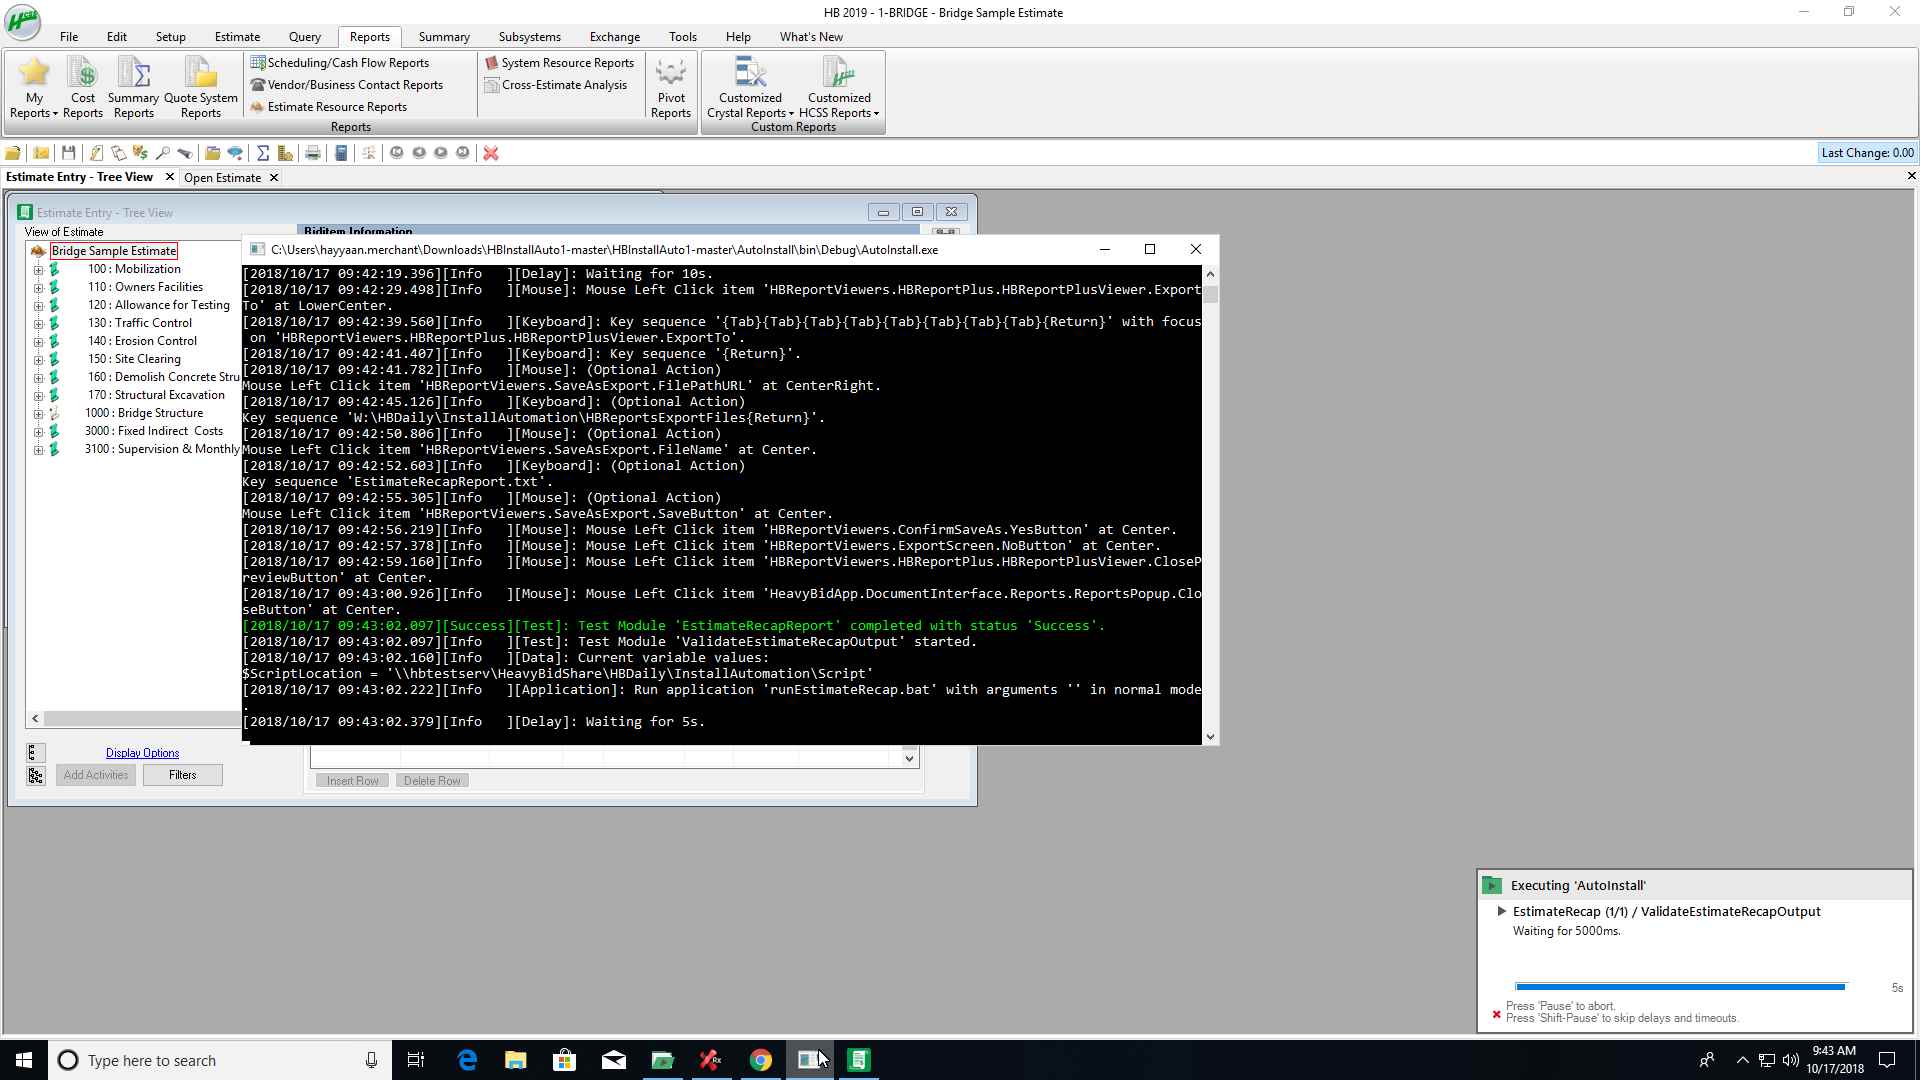 HB 2019 - 1-BRIDGE - Bridge Sample Estimate
File Edit Setup Estimate Query Reports Summary Subsystems Exchange Tools Help What's New
My Reports
Cost Reports
Summary Reports
Quote System Reports
Scheduling/Cash Flow Reports
Vendor/Business Contact Reports
Estimate Resource Reports
System Resource Reports
Cross-Estimate Analysis
Pivot Reports
Customized Crystal Reports
Customized HCSS Reports
Reports
Custom Reports
Last Change: 0.00
Estimate Entry - Tree View
Open Estimate
Estimate Entry - Tree View
View of Estimate
Biditem Information
Bridge Sample Estimate
100 : Mobilization
110 : Owners Facilities
120 : Allowance for Testing
130 : Traffic Control
140 : Erosion Control
150 : Site Clearing
160 : Demolish Concrete Stru
170 : Structural Excavation
1000 : Bridge Structure
3000 : Fixed Indirect Costs
3100 : Supervision & Monthly
Display Options
Add Activities
Filters
C:\Users\hayyaan.merchant\Downloads\HBInstallAuto1-master\HBInstallAuto1-master\AutoInstall\bin\Debug\AutoInstall.exe
[2018/10/17 09:42:19.396][Info   ][Delay]: Waiting for 10s.
[2018/10/17 09:42:29.498][Info   ][Mouse]: Mouse Left Click item 'HBReportViewers.HBReportPlus.HBReportPlusViewer.Export
To' at LowerCenter.
[2018/10/17 09:42:39.560][Info   ][Keyboard]: Key sequence '{Tab}{Tab}{Tab}{Tab}{Tab}{Tab}{Tab}{Tab}{Return}' with focus
on 'HBReportViewers.HBReportPlus.HBReportPlusViewer.ExportTo'.
[2018/10/17 09:42:41.407][Info   ][Keyboard]: Key sequence '{Return}'.
[2018/10/17 09:42:41.782][Info   ][Mouse]: (Optional Action)
Mouse Left Click item 'HBReportViewers.SaveAsExport.FilePathURL' at CenterRight.
[2018/10/17 09:42:45.126][Info   ][Keyboard]: (Optional Action)
Key sequence 'W:\HBDaily\InstallAutomation\HBReportsExportFiles{Return}'.
[2018/10/17 09:42:50.806][Info   ][Mouse]: (Optional Action)
Mouse Left Click item 'HBReportViewers.SaveAsExport.FileName' at Center.
[2018/10/17 09:42:52.603][Info   ][Keyboard]: (Optional Action)
Key sequence 'EstimateRecapReport.txt'.
[2018/10/17 09:42:55.305][Info   ][Mouse]: (Optional Action)
Mouse Left Click item 'HBReportViewers.SaveAsExport.SaveButton' at Center.
[2018/10/17 09:42:56.219][Info   ][Mouse]: Mouse Left Click item 'HBReportViewers.ConfirmSaveAs.YesButton' at Center.
[2018/10/17 09:42:57.378][Info   ][Mouse]: Mouse Left Click item 'HBReportViewers.ExportScreen.NoButton' at Center.
[2018/10/17 09:42:59.160][Info   ][Mouse]: Mouse Left Click item 'HBReportViewers.HBReportPlus.HBReportPlusViewer.CloseP
reviewButton' at Center.
[2018/10/17 09:43:00.926][Info   ][Mouse]: Mouse Left Click item 'HeavyBidApp.DocumentInterface.Reports.ReportsPopup.Clo
seButton' at Center.
[2018/10/17 09:43:02.097][Success][Test]: Test Module 'EstimateRecapReport' completed with status 'Success'.
[2018/10/17 09:43:02.097][Info   ][Test]: Test Module 'ValidateEstimateRecapOutput' started.
[2018/10/17 09:43:02.160][Info   ][Data]: Current variable values:
$ScriptLocation = '\\hbtestserv\HeavyBidShare\HBDaily\InstallAutomation\Script'
[2018/10/17 09:43:02.222][Info   ][Application]: Run application 'runEstimateRecap.bat' with arguments '' in normal mode
.
[2018/10/17 09:43:02.379][Info   ][Delay]: Waiting for 5s.
Insert Row
Delete Row
Executing 'AutoInstall'
EstimateRecap (1/1) / ValidateEstimateRecapOutput
Waiting for 5000ms.
5s
Press 'Pause' to abort.
Press 'Shift-Pause' to skip delays and timeouts.
Type here to search
9:43 AM
10/17/2018